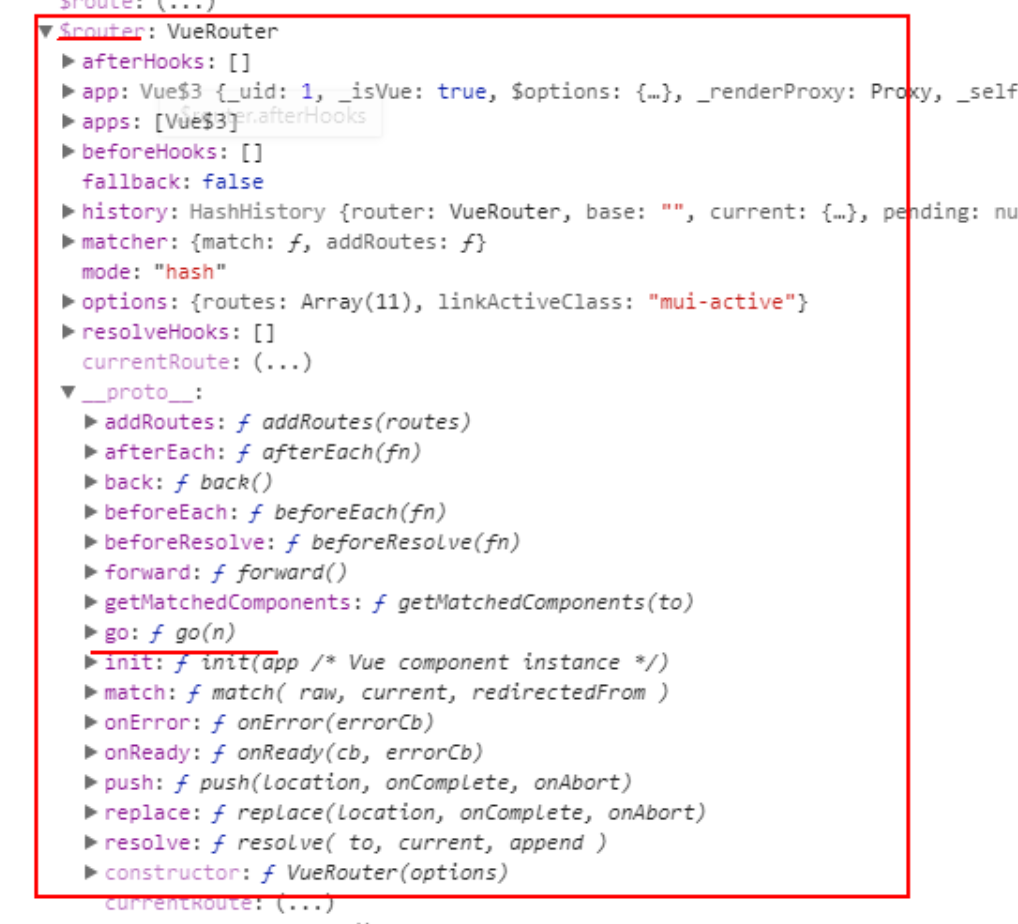 $route: (...)
▼ $router: VueRouter
▶ afterHooks: []
▶ app: Vue$3 {_uid: 1, _isVue: true, $options: {…}, _renderProxy: Proxy, _self
▶ apps: [Vue$3]
$router.afterHooks
▶ beforeHooks: []
fallback: false
▶ history: HashHistory {router: VueRouter, base: "", current: {…}, pending: nu
▶ matcher: {match: ƒ, addRoutes: ƒ}
mode: "hash"
▶ options: {routes: Array(11), linkActiveClass: "mui-active"}
▶ resolveHooks: []
currentRoute: (...)
▼ __proto__:
▶ addRoutes: ƒ addRoutes(routes)
▶ afterEach: ƒ afterEach(fn)
▶ back: ƒ back()
▶ beforeEach: ƒ beforeEach(fn)
▶ beforeResolve: ƒ beforeResolve(fn)
▶ forward: ƒ forward()
▶ getMatchedComponents: ƒ getMatchedComponents(to)
▶ go: ƒ go(n)
▶ init: ƒ init(app /* Vue component instance */)
▶ match: ƒ match( raw, current, redirectedFrom )
▶ onError: ƒ onError(errorCb)
▶ onReady: ƒ onReady(cb, errorCb)
▶ push: ƒ push(location, onComplete, onAbort)
▶ replace: ƒ replace(location, onComplete, onAbort)
▶ resolve: ƒ resolve( to, current, append )
▶ constructor: ƒ VueRouter(options)
currentRoute: (...)